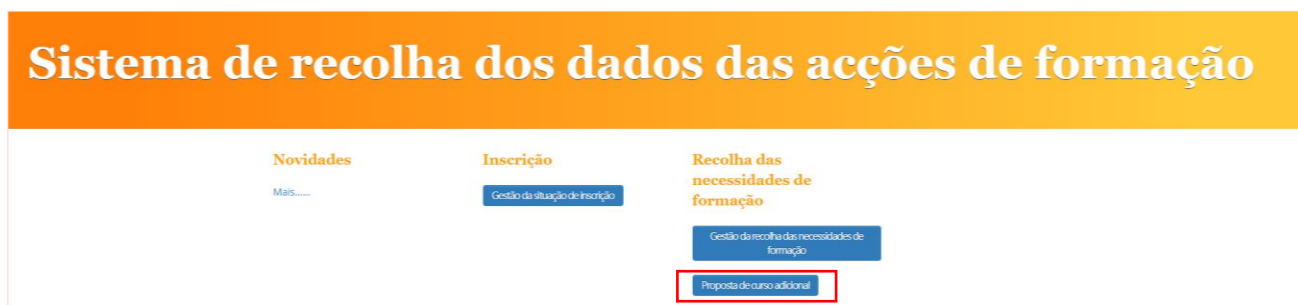 Sistema de recolha dos dados das acções de formação
Novidades
Mais......
Inscrição
Gestão da situação de inscrição
Recolha das
necessidades de
formação
Gestão da recolha das necessidades de
formação
Proposta de curso adicional